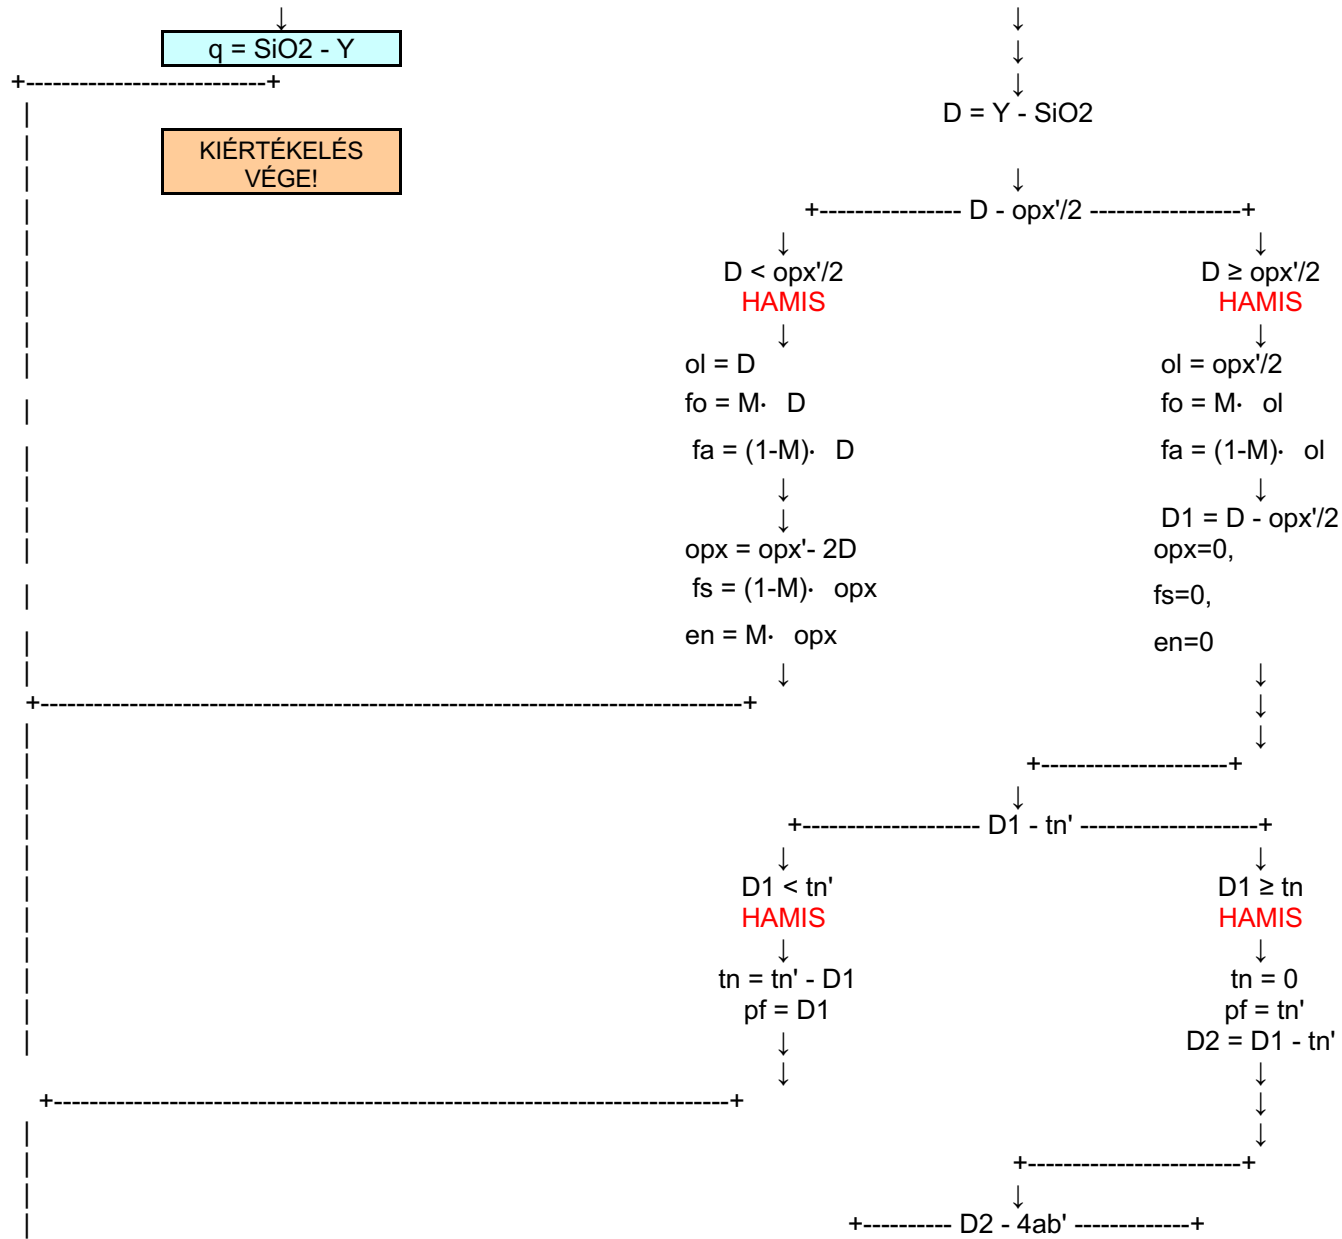 ↓ ↓
q = SiO2 - Y ↓
+---------------------------+ ↓
| D = Y - SiO2
KIÉRTÉKELÉS
VÉGE!
↓
+---------------- D - opx'/2 -----------------+
↓ ↓
D < opx'/2 D ≥ opx'/2
HAMIS HAMIS
↓ ↓
ol = D ol = opx'/2
fo = M· D fo = M· ol
fa = (1-M)· D fa = (1-M)· ol
↓ ↓
↓ D1 = D - opx'/2
opx = opx'- 2D opx=0,
fs = (1-M)· opx fs=0,
en = M· opx en=0
↓ ↓
+-------------------------------------------------------------------------------+ ↓
↓
+---------------------+
↓
+-------------------- D1 - tn' --------------------+
↓ ↓
D1 < tn' D1 ≥ tn
HAMIS HAMIS
↓ ↓
tn = tn' - D1 tn = 0
pf = D1 pf = tn'
↓ D2 = D1 - tn'
↓ ↓
+----------------------------------------------------------------------------+ ↓
↓
+------------------------+
↓
+---------- D2 - 4ab' -------------+